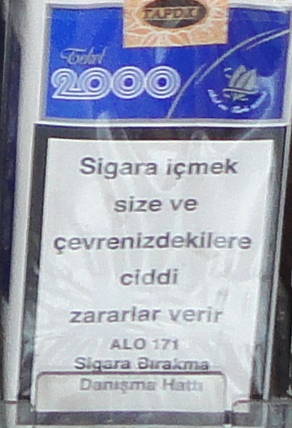 TAPDK
Tekel
2000
Sigara içmek
size ve
çevrenizdekilere
ciddi
zararlar verir
ALO 171
Sigara Bırakma
Danışma Hattı